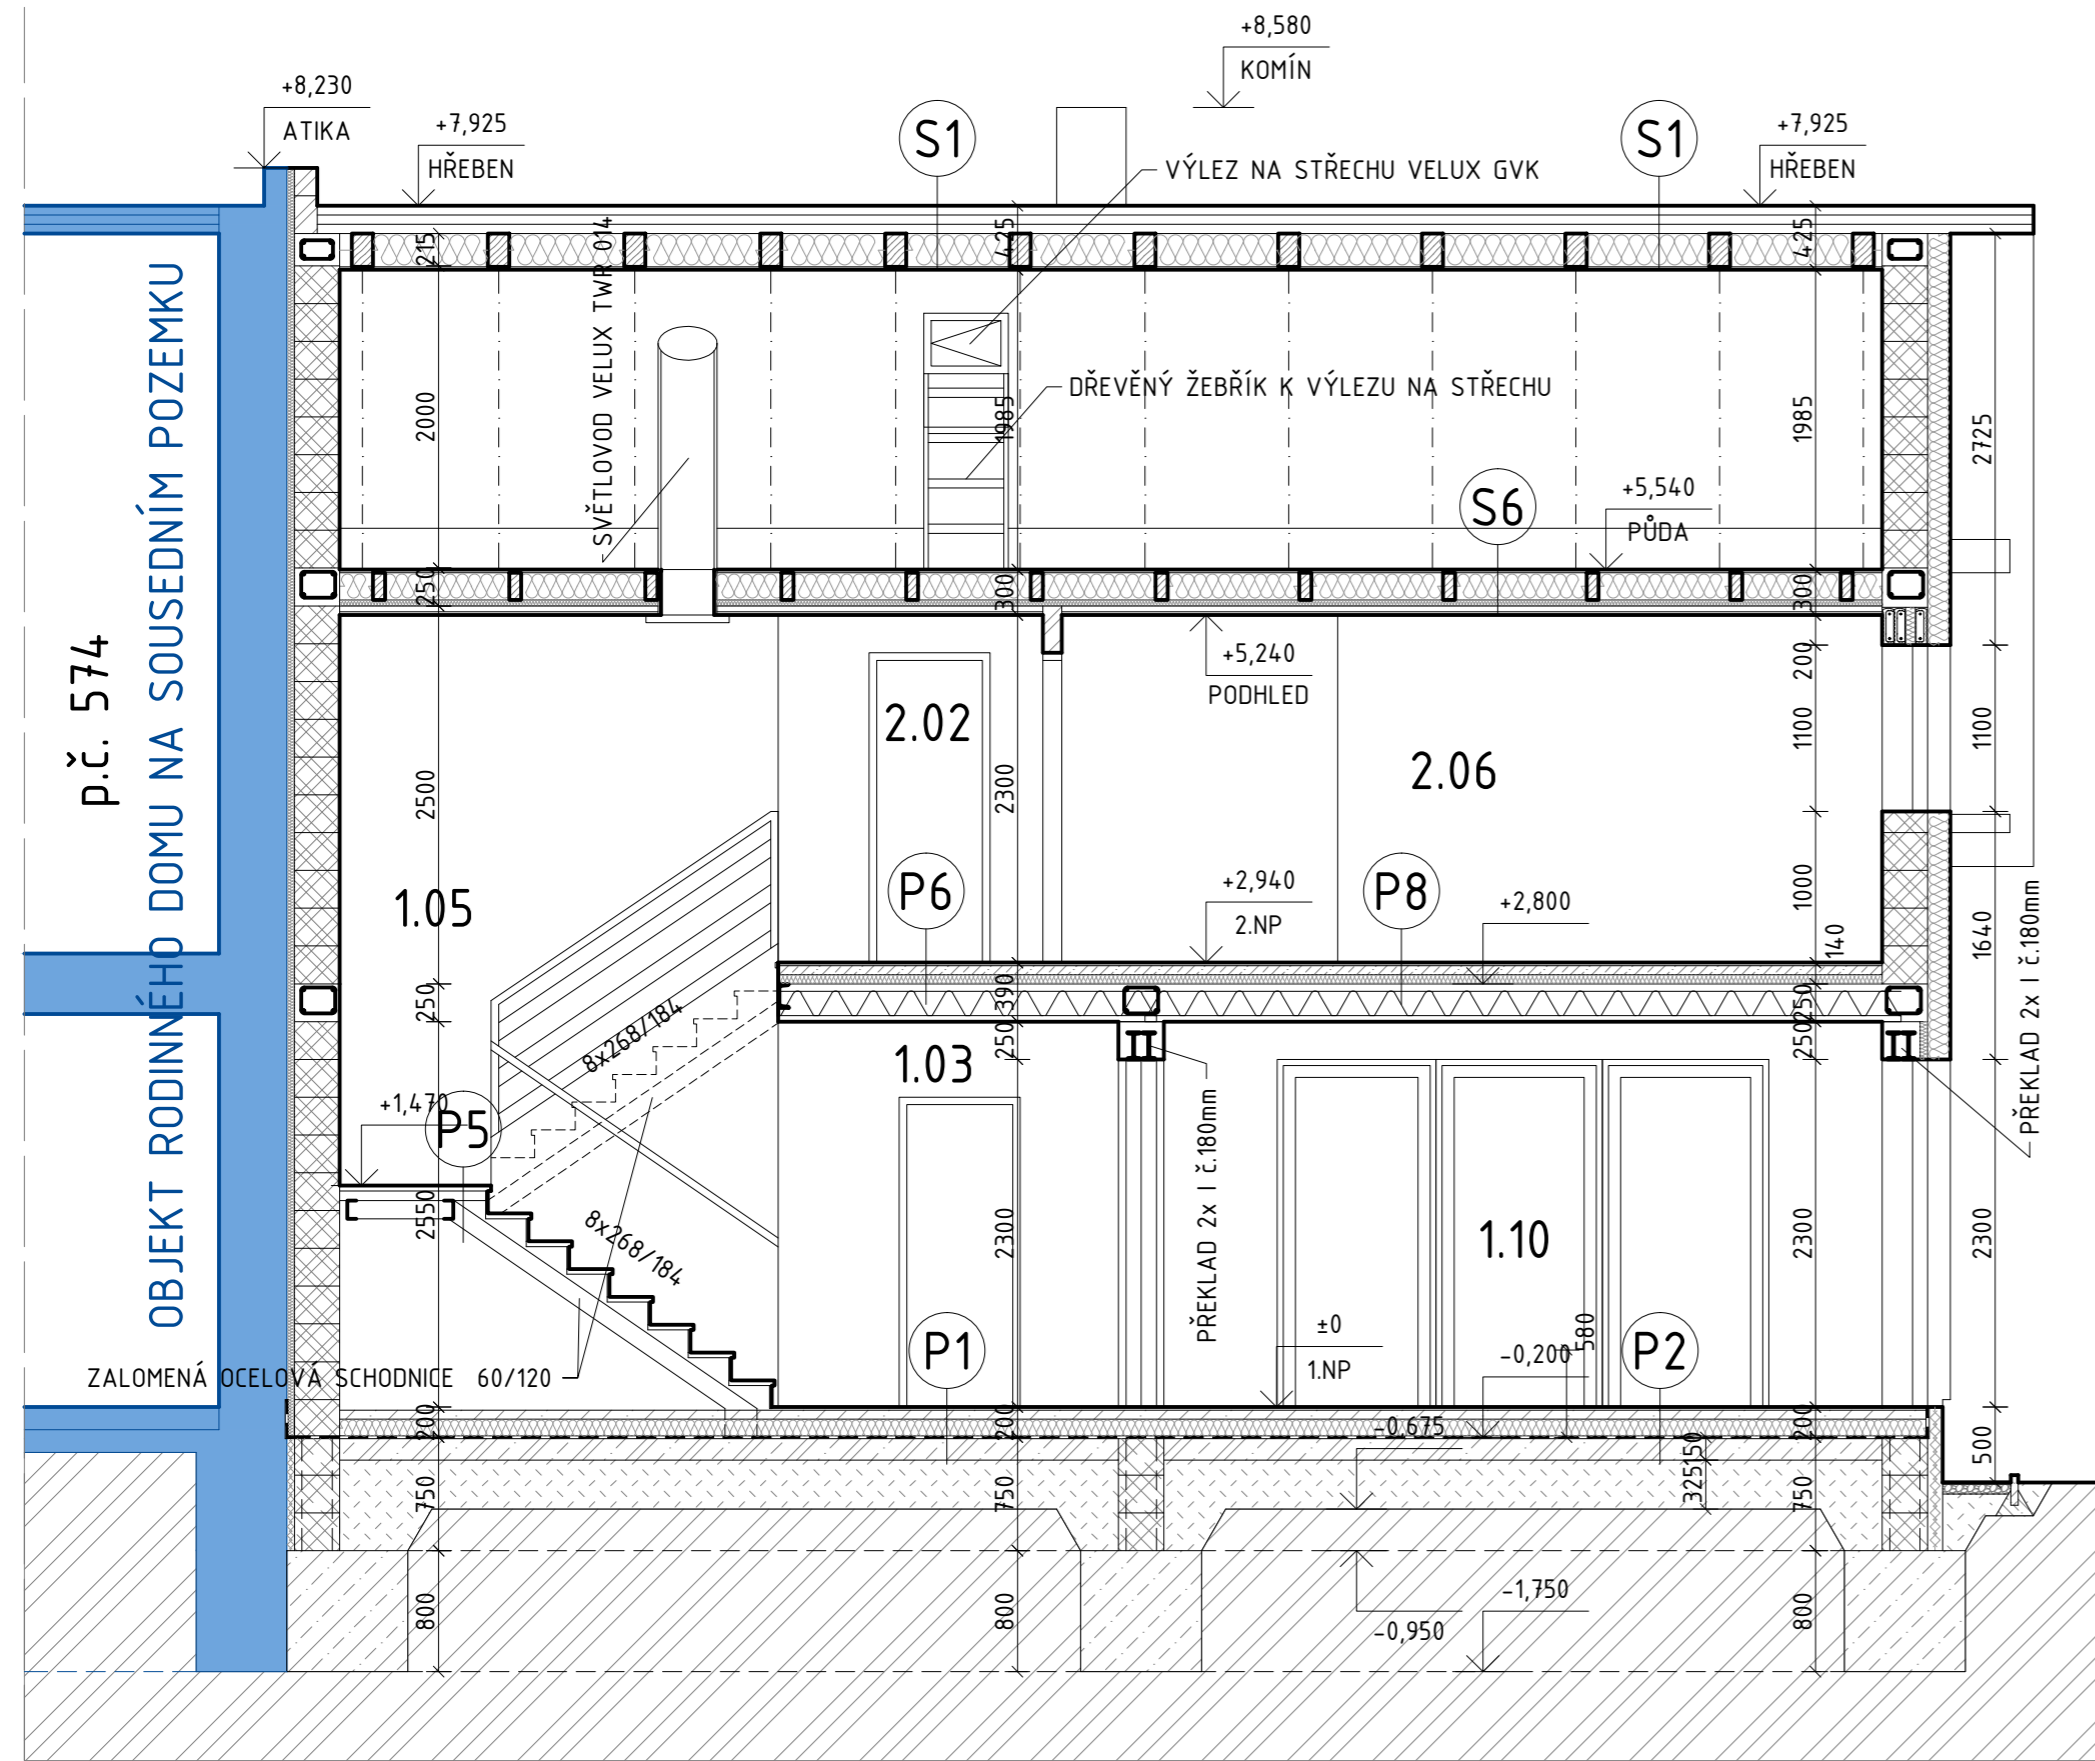 +8,580
KOMÍN
+8,230
ATIKA
+7,925
HŘEBEN
S1
S1
+7,925
HŘEBEN
VÝLEZ NA STŘECHU VELUX GVK
215
425
425
SVĚTLOVOD VELUX TWR 014
DŘEVĚNÝ ŽEBŘÍK K VÝLEZU NA STŘECHU
2000
1985
1985
2725
S6
+5,540
PŮDA
250
300
300
p.č. 574
OBJEKT RODINNÉHO DOMU NA SOUSEDNÍM POZEMKU
+5,240
PODHLED
200
2.02
2.06
1100
1100
2500
2300
1.05
P6
+2,940
2.NP
P8
+2,800
1000
140
1640
PŘEKLAD 2x I č.180mm
250
390
250
8x268/184
250
250
1.03
+1,470
P5
PŘEKLAD 2x I č.180mm
2550
8x268/184
2300
1.10
2300
2300
P1
±0
1.NP
-0,200
580
P2
ZALOMENÁ OCELOVÁ SCHODNICE 60/120
200
200
-0,675
200
500
150
325
750
750
750
800
800
-0,950
-1,750
800